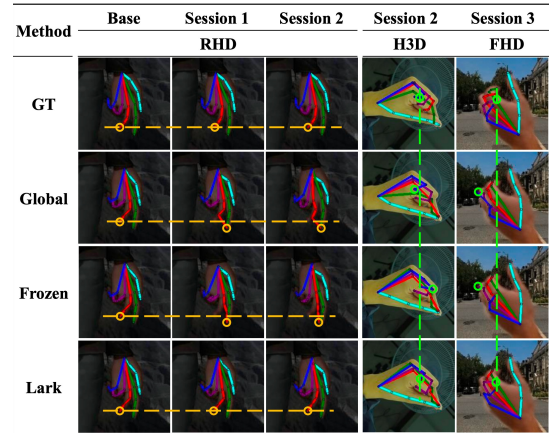 Method Base Session 1 Session 2 Session 2 Session 3
RHD H3D FHD
GT
Global
Frozen
Lark